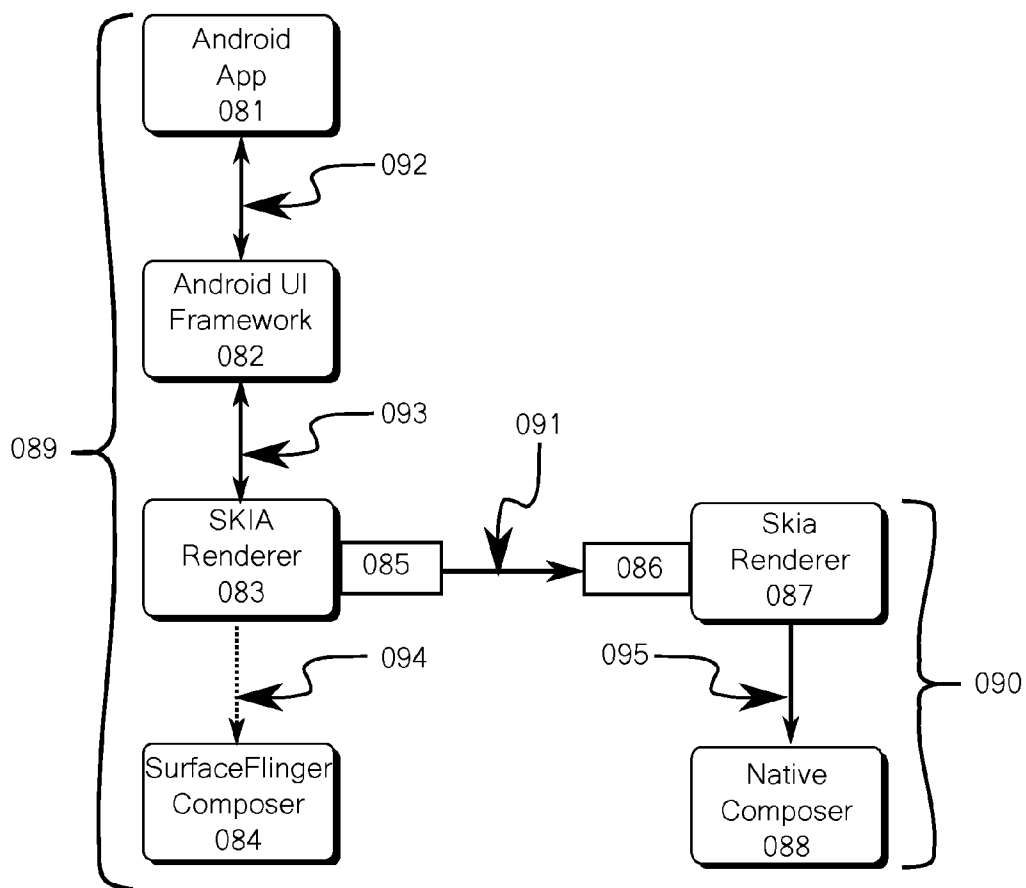 Android
App
081
092
Android UI
Framework
082
093
091
089
SKIA
Renderer
083
085
086
Skia
Renderer
087
094
095
090
SurfaceFlinger
Composer
084
Native
Composer
088